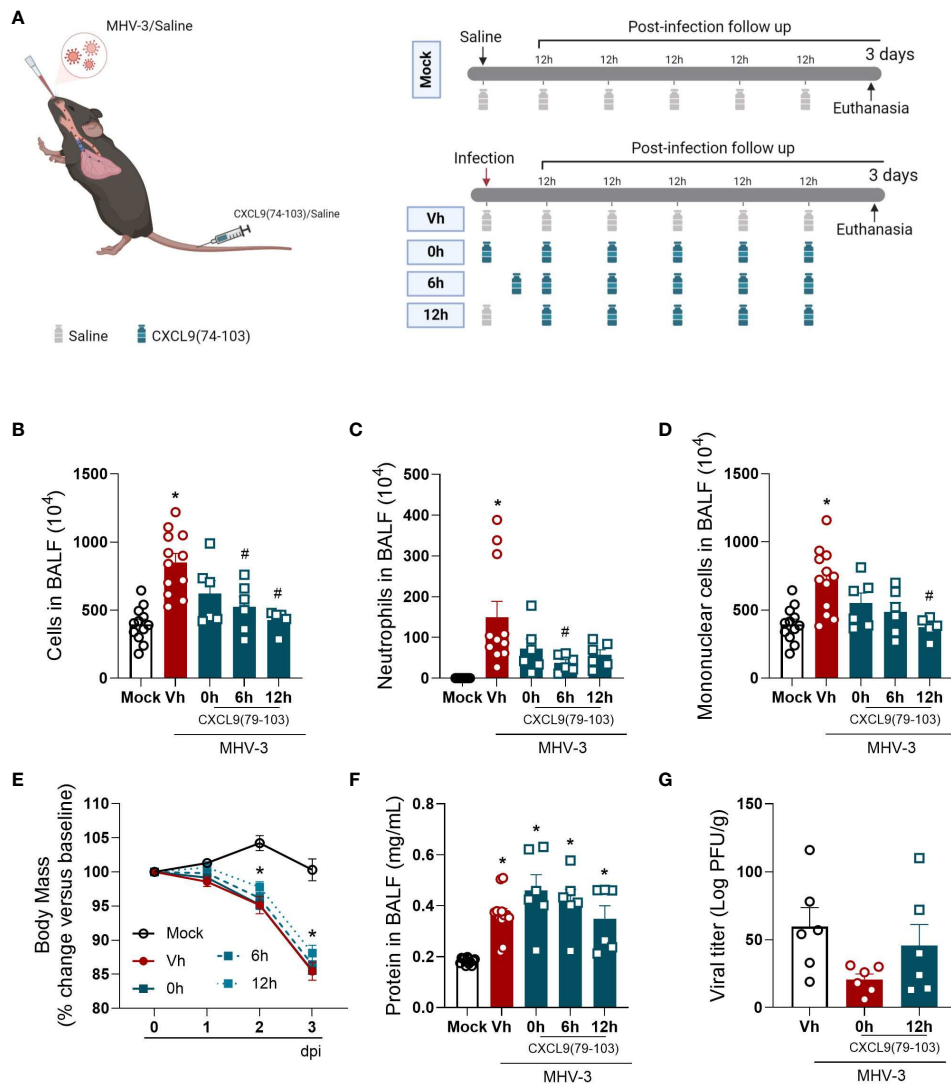 A
MHV-3/Saline
CXCL9(74-103)/Saline
Saline
CXCL9(74-103)
Mock
Saline
Post-infection follow up
3 days
12h 12h 12h 12h 12h
Euthanasia
Infection
Post-infection follow up
3 days
12h 12h 12h 12h 12h
Euthanasia
Vh
0h
6h
12h
B
Cells in BALF (10⁴)
1500
1000
500
0
* # #
Mock Vh 0h 6h 12h
CXCL9(79-103)
MHV-3
C
Neutrophils in BALF (10⁴)
500
400
300
200
100
0
* #
Mock Vh 0h 6h 12h
CXCL9(79-103)
MHV-3
D
Mononuclear cells in BALF (10⁴)
1500
1000
500
0
* #
Mock Vh 0h 6h 12h
CXCL9(79-103)
MHV-3
E
Body Mass
(% change versus baseline)
110
105
100
95
90
85
80
* *
Mock
Vh
0h
6h
12h
0 1 2 3
dpi
F
Protein in BALF (mg/mL)
0.8
0.6
0.4
0.2
0.0
* * * *
Mock Vh 0h 6h 12h
CXCL9(79-103)
MHV-3
G
Viral titer (Log PFU/g)
150
100
50
0
Vh 0h 12h
CXCL9(79-103)
MHV-3